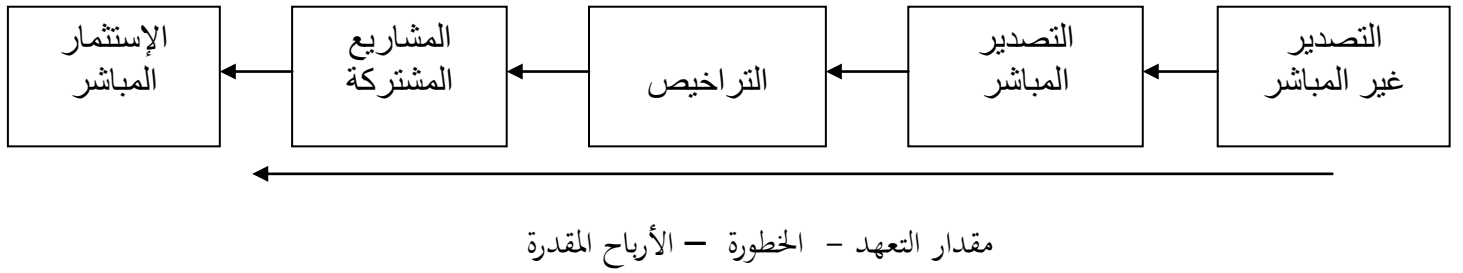 التصدير
غير المباشر
التصدير
المباشر
التراخيص
المشاريع
المشتركة
الإستثمار
المباشر
مقدار التعهد - الخطورة – الأرباح المقدرة